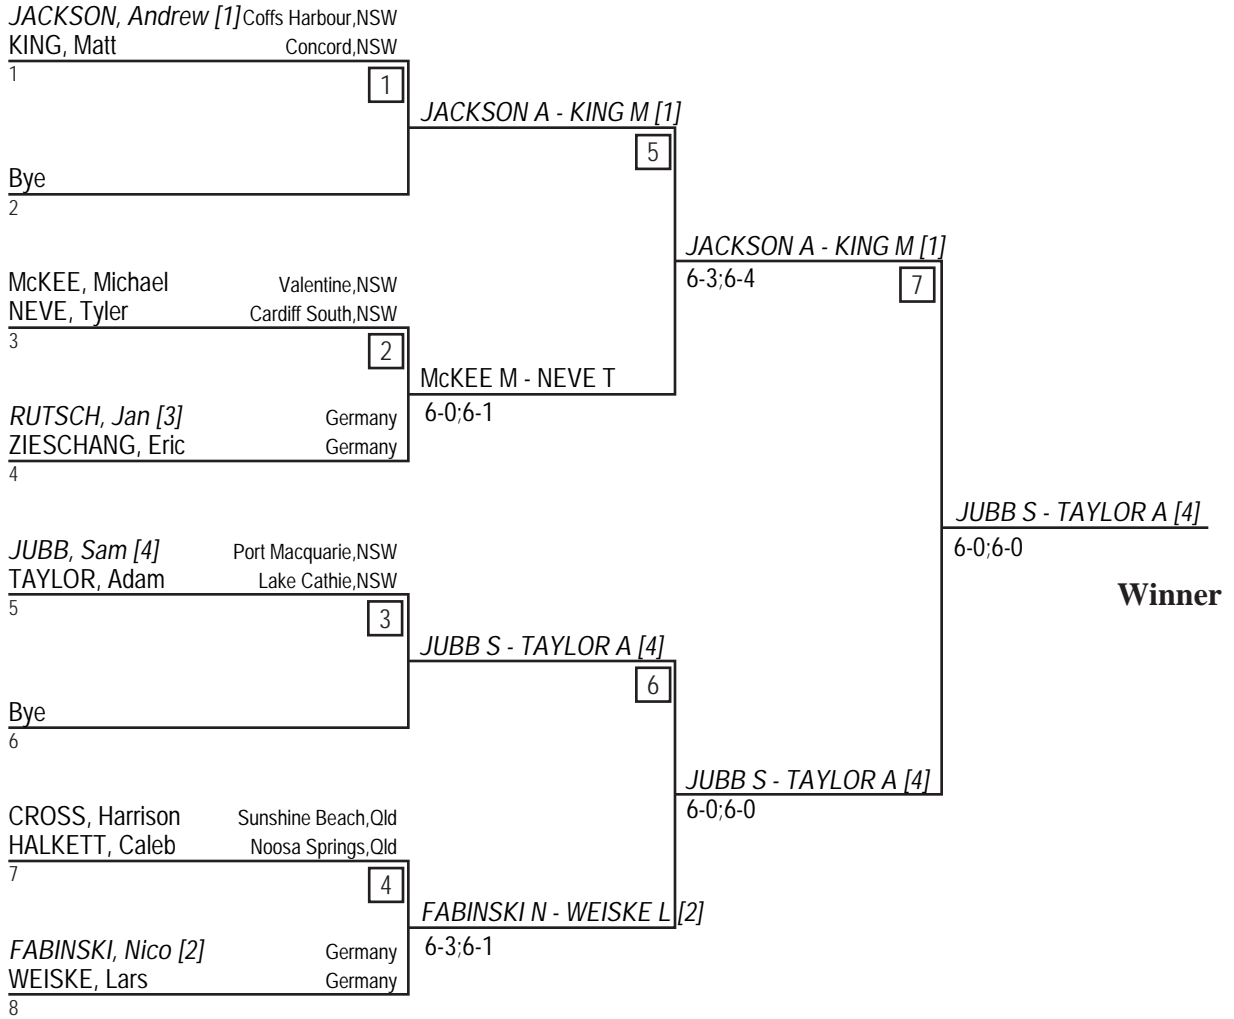 JACKSON, Andrew [1] Coffs Harbour,NSW
KING, Matt Concord,NSW
1
1
JACKSON A - KING M [1]
5
Bye
2
JACKSON A - KING M [1]
6-3;6-4
7
McKEE, Michael Valentine,NSW
NEVE, Tyler Cardiff South,NSW
3
2
McKEE M - NEVE T
6-0;6-1
RUTSCH, Jan [3] Germany
ZIESCHANG, Eric Germany
4
JUBB S - TAYLOR A [4]
6-0;6-0
Winner
JUBB, Sam [4] Port Macquarie,NSW
TAYLOR, Adam Lake Cathie,NSW
5
3
JUBB S - TAYLOR A [4]
6
Bye
6
JUBB S - TAYLOR A [4]
6-0;6-0
CROSS, Harrison Sunshine Beach,Qld
HALKETT, Caleb Noosa Springs,Qld
7
4
FABINSKI N - WEISKE L [2]
6-3;6-1
FABINSKI, Nico [2] Germany
WEISKE, Lars Germany
8